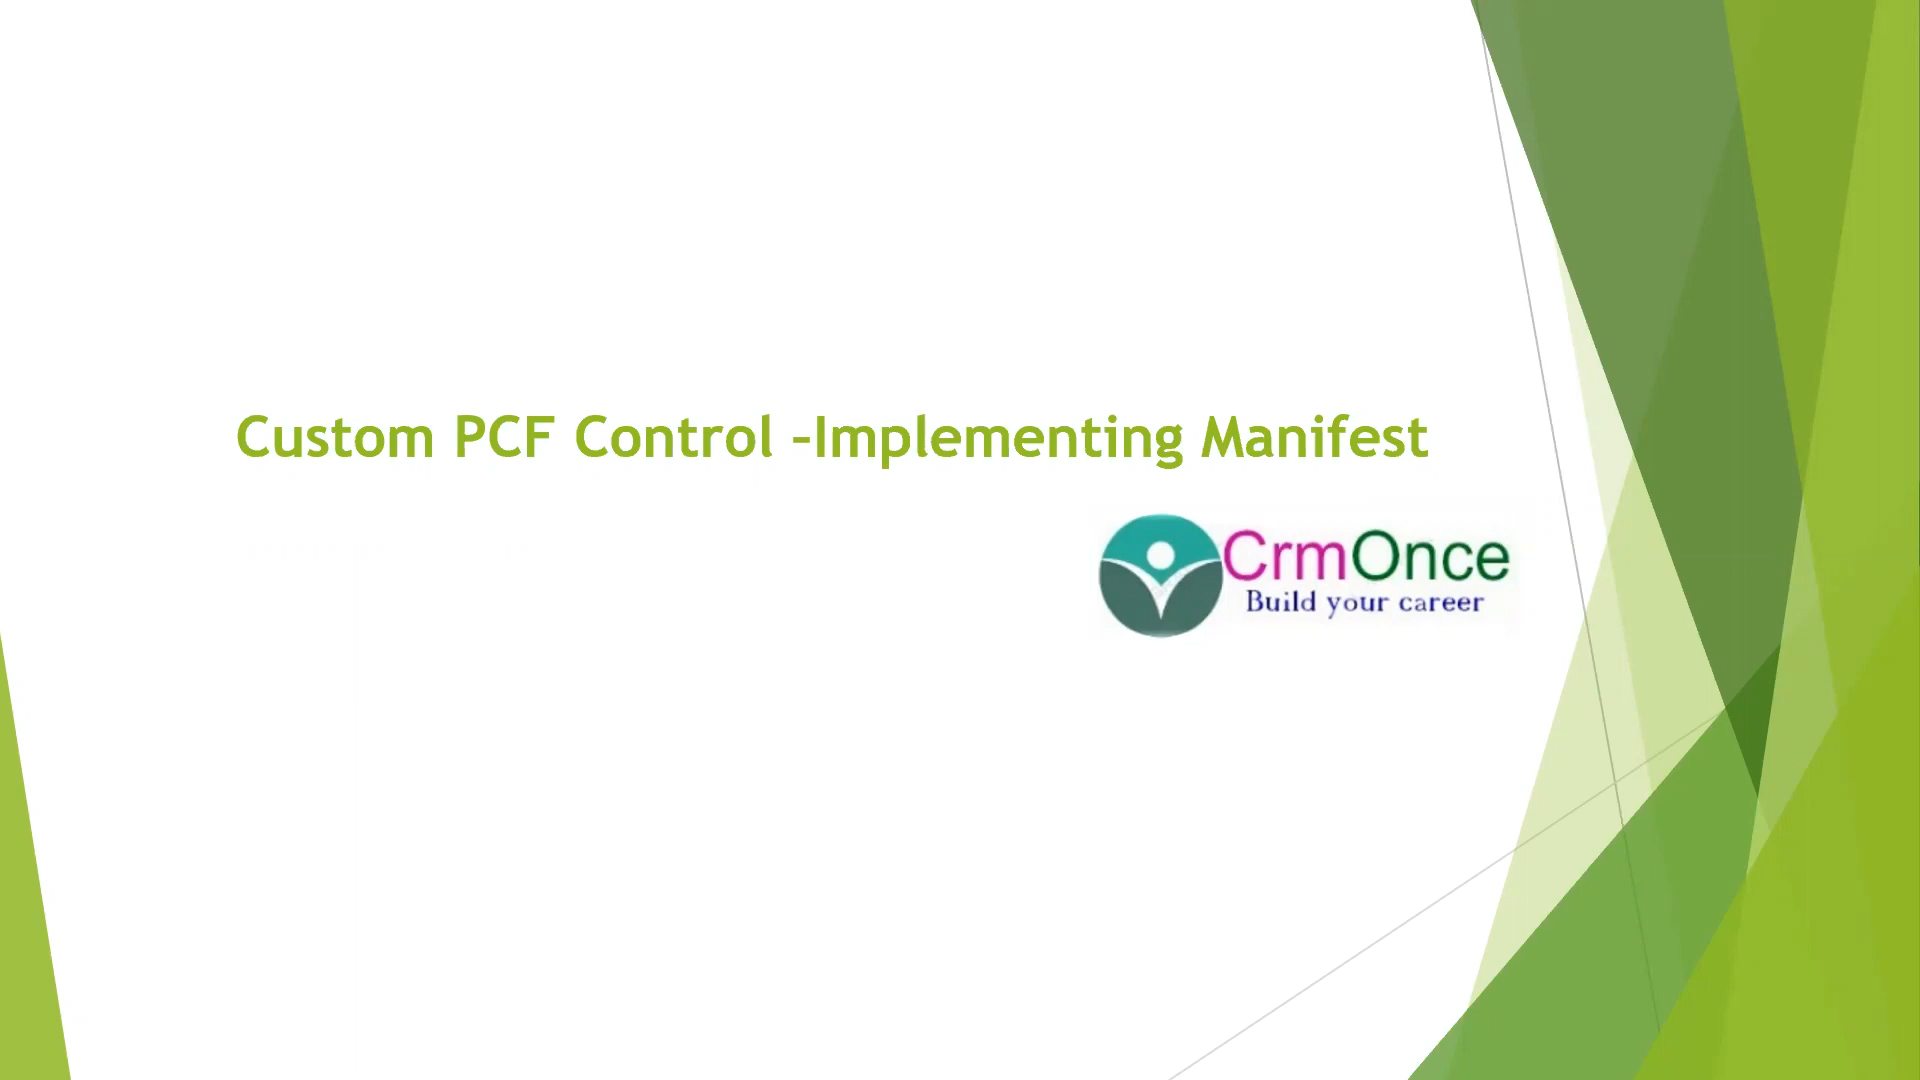 Custom PCF Control –Implementing Manifest
CrmOnce
Build your career